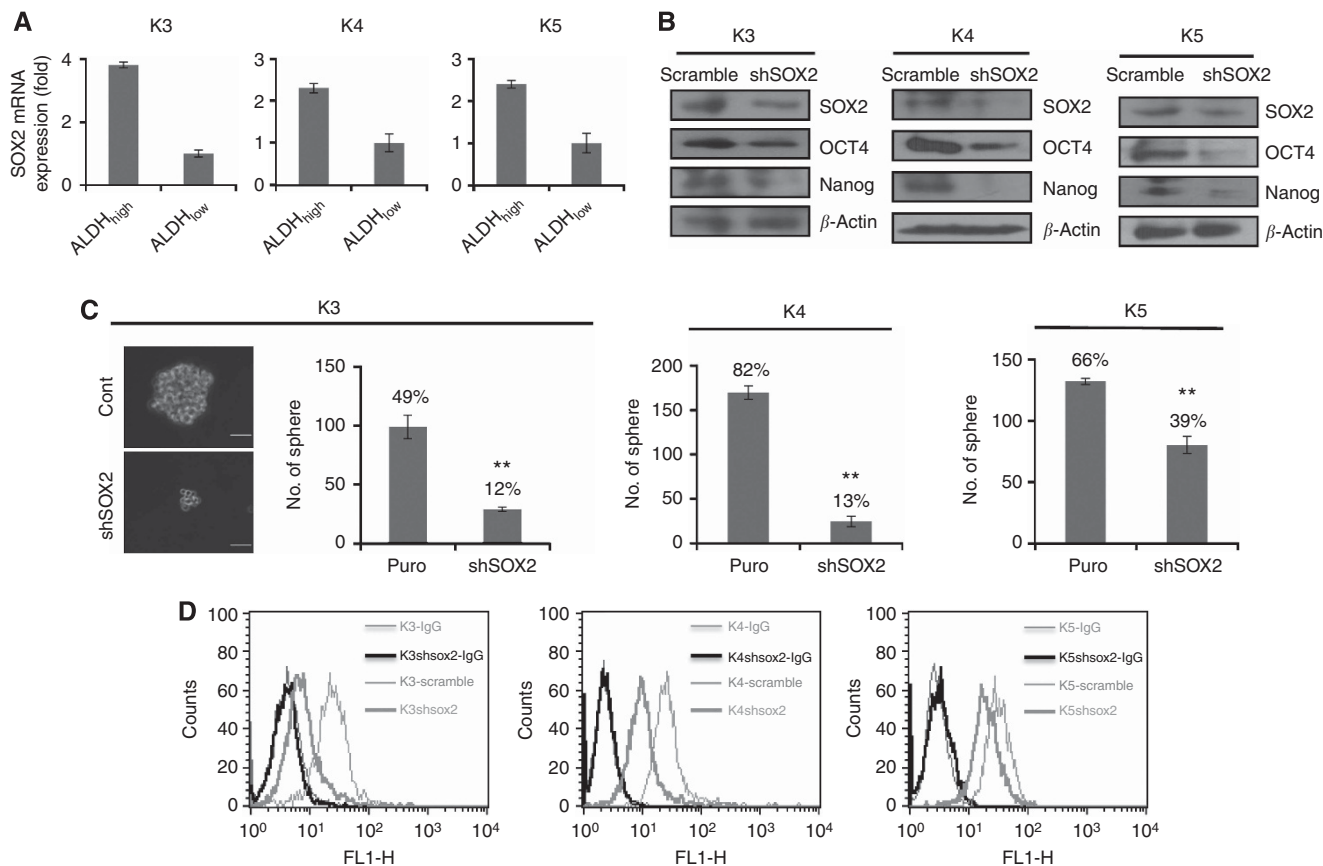 A
K3
K4
K5
SOX2 mRNA
expression (fold)
4
2
0
ALDHhigh
ALDHlow
3
2
1
0
ALDHhigh
ALDHlow
3
2
1
0
ALDHhigh
ALDHlow
B
K3
Scramble shSOX2
SOX2
OCT4
Nanog
β-Actin
K4
Scramble shSOX2
SOX2
OCT4
Nanog
β-Actin
K5
Scramble shSOX2
SOX2
OCT4
Nanog
β-Actin
C
K3
Cont
shSOX2
No. of sphere
150
100
50
0
49%
**
12%
Puro
shSOX2
K4
No. of sphere
200
150
100
50
0
82%
**
13%
Puro
shSOX2
K5
No. of sphere
150
100
50
0
66%
**
39%
Puro
shSOX2
D
Counts
100
80
60
40
20
0
K3-IgG
K3shsox2-IgG
K3-scramble
K3shsox2
10⁰ 10¹ 10² 10³ 10⁴
FL1-H
Counts
100
80
60
40
20
0
K4-IgG
K4shsox2-IgG
K4-scramble
K4shsox2
10⁰ 10¹ 10² 10³ 10⁴
FL1-H
Counts
100
80
60
40
20
0
K5-IgG
K5shsox2-IgG
K5-scramble
K5shsox2
10⁰ 10¹ 10² 10³ 10⁴
FL1-H